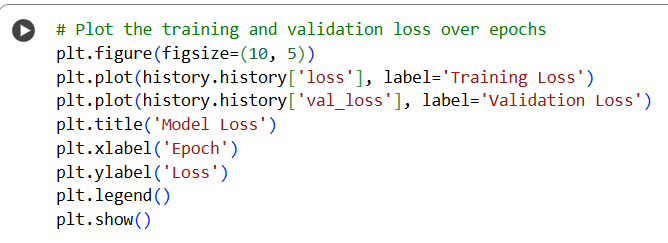 # Plot the training and validation loss over epochs
plt.figure(figsize=(10, 5))
plt.plot(history.history['loss'], label='Training Loss')
plt.plot(history.history['val_loss'], label='Validation Loss')
plt.title('Model Loss')
plt.xlabel('Epoch')
plt.ylabel('Loss')
plt.legend()
plt.show()